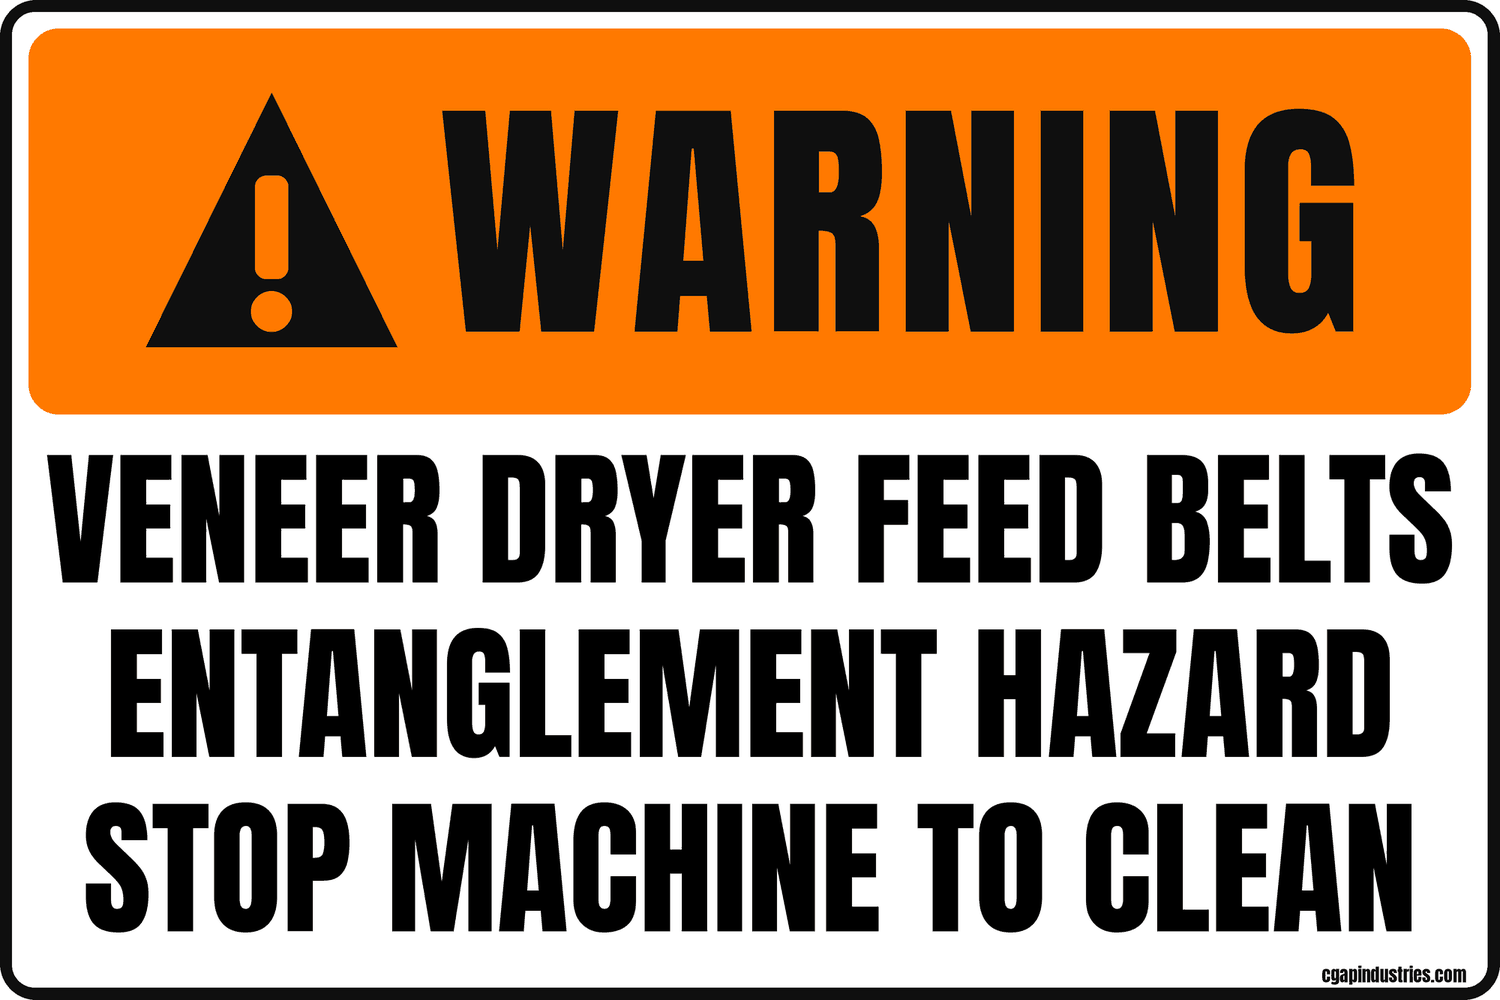 WARNING
VENEER DRYER FEED BELTS
ENTANGLEMENT HAZARD
STOP MACHINE TO CLEAN
cgapindustries.com